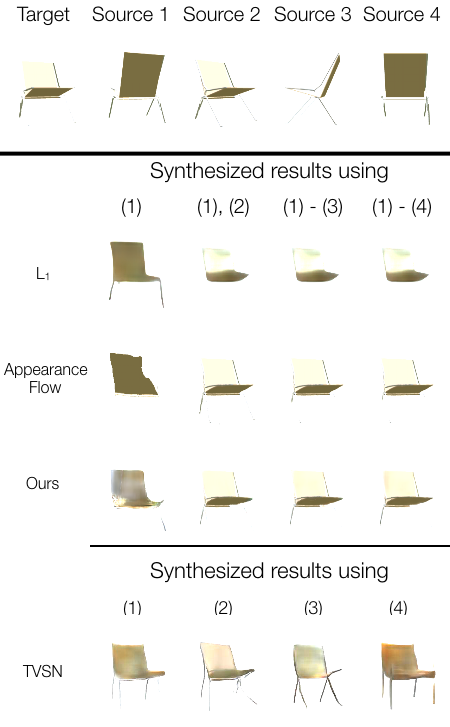 Target Source 1 Source 2 Source 3 Source 4
Synthesized results using
(1) (1), (2) (1) - (3) (1) - (4)
L₁
Appearance
Flow
Ours
Synthesized results using
(1) (2) (3) (4)
TVSN